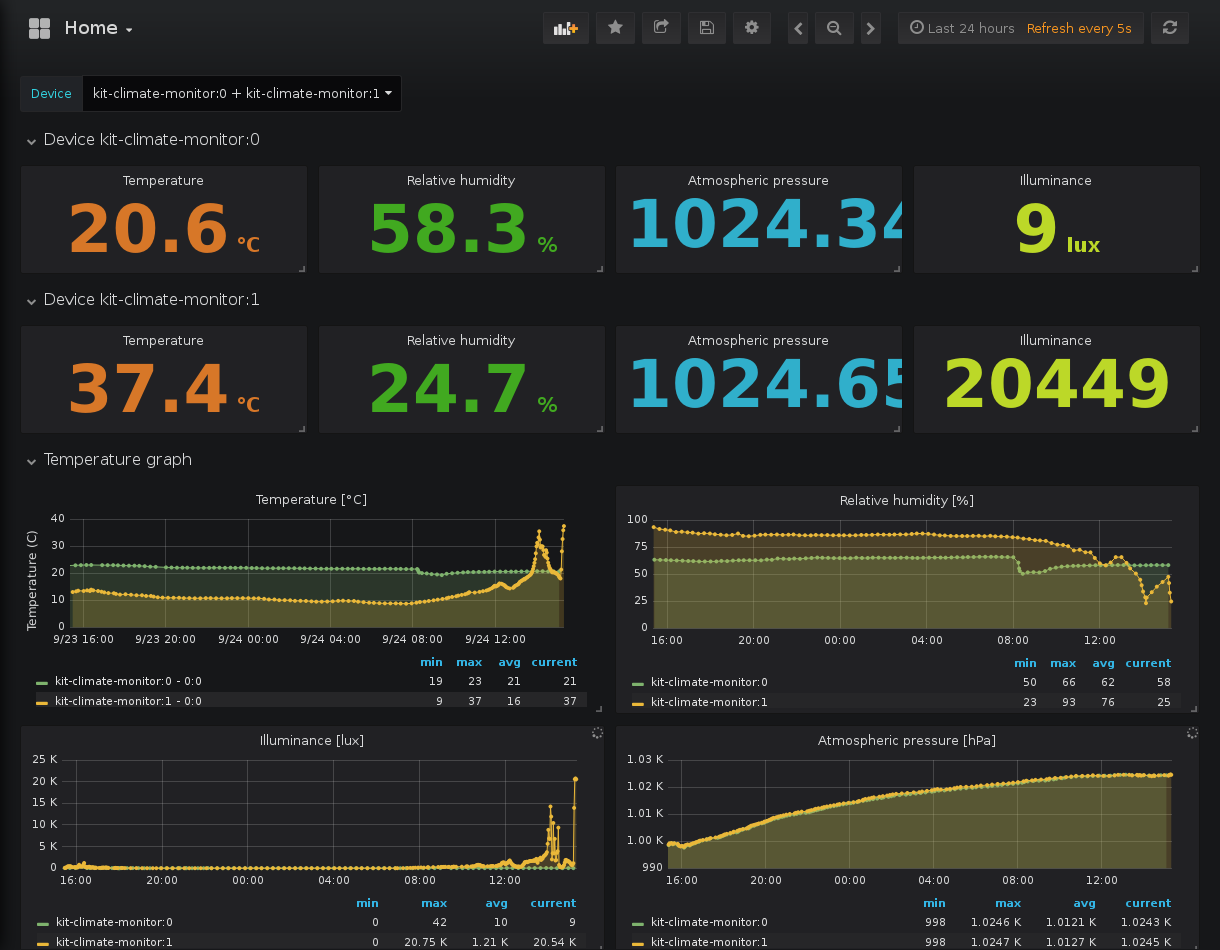 Home
Last 24 hours Refresh every 5s
Device kit-climate-monitor:0 + kit-climate-monitor:1
Device kit-climate-monitor:0
Temperature Relative humidity Atmospheric pressure Illuminance
20.6 °C 58.3 % 1024.34 9 lux
Device kit-climate-monitor:1
Temperature Relative humidity Atmospheric pressure Illuminance
37.4 °C 24.7 % 1024.65 20449
Temperature graph
Temperature [°C]
Temperature (C)
40
30
20
10
0
9/23 16:00 9/23 20:00 9/24 00:00 9/24 04:00 9/24 08:00 9/24 12:00
min max avg current
kit-climate-monitor:0 - 0:0 19 23 21 21
kit-climate-monitor:1 - 0:0 9 37 16 37
Relative humidity [%]
100
75
50
25
0
16:00 20:00 00:00 04:00 08:00 12:00
min max avg current
kit-climate-monitor:0 50 66 62 58
kit-climate-monitor:1 23 93 76 25
Illuminance [lux]
25 K
20 K
15 K
10 K
5 K
0
16:00 20:00 00:00 04:00 08:00 12:00
min max avg current
kit-climate-monitor:0 0 42 10 9
kit-climate-monitor:1 0 20.75 K 1.21 K 20.54 K
Atmospheric pressure [hPa]
1.03 K
1.02 K
1.01 K
1.00 K
990
16:00 20:00 00:00 04:00 08:00 12:00
min max avg current
kit-climate-monitor:0 998 1.0246 K 1.0121 K 1.0243 K
kit-climate-monitor:1 998 1.0247 K 1.0127 K 1.0245 K